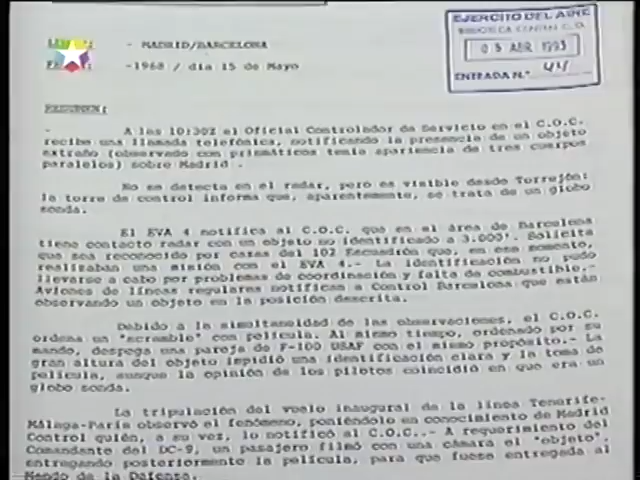 EJERCITO DEL AIRE
BIBLIOTECA CENTRAL C.G.
05 ABR 1993
ENTRADA N.º
- MADRID/BARCELONA
-1968 / dia 15 de Mayo
RESUMEN:
- A las 10:30Z el Oficial Controlador de Servicio en el C.O.C.
recibe una llamada telefónica, notificando la presencia de un objeto
extraño (observado con prismáticos tenia apariencia de tres cuerpos
paralelos) sobre Madrid .
No se detecta en el radar, pero es visible desde Torrejón:
la torre de control informa que, aparentemente, se trata de un globo
sonda.
El EVA 4 notifica al C.O.C. que en el área de Barcelona
tiene contacto radar con un objeto no identificado a 3.000'. Solicita
que sea reconocido por cazas del 102 Escuadrón que, en ese momento,
realizaban una misión con el EVA 4.- La identificación no pudo
llevarse a cabo por problemas de coordinación y falta de combustible.-
Aviones de líneas regulares notifican a Control Barcelona que están
observando un objeto en la posición descrita.
Debido a la simultaneidad de las observaciones, el C.O.C.
ordena un "scramble" con película. Al mismo tiempo, ordenado por su
mando, despega una pareja de F-100 USAF con el mismo propósito.- La
gran altura del objeto impidió una identificación clara y la toma de
película, aunque la opinión de los pilotos coincidió en que era un
globo sonda.
La tripulación del vuelo inaugural de la línea Tenerife-
Málaga-París observó el fenómeno, poniéndolo en conocimiento de Madrid
Control quién, a su vez, lo notificó al C.O.C..- A requerimiento del
Comandante del DC-9, un pasajero filmó con una cámara el "objeto",
entregando posteriormente la película, para que fuese entregada al
Mando de la Defensa.